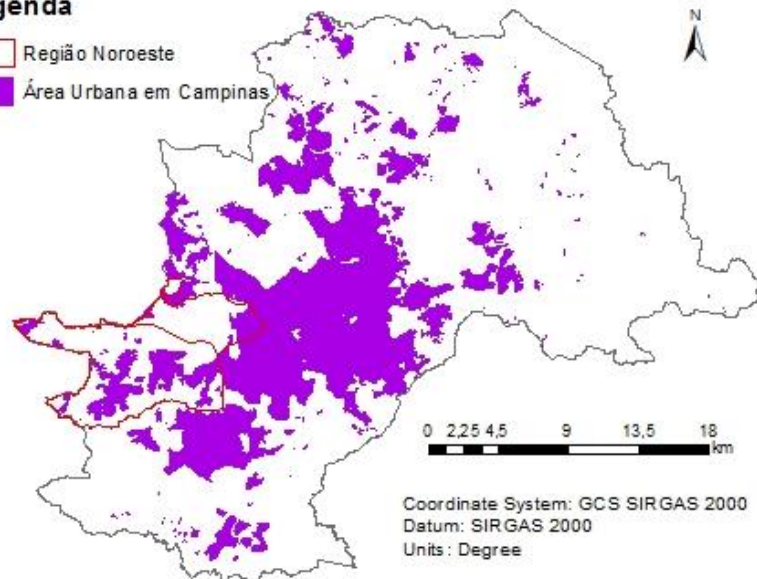 genda
Região Noroeste
Área Urbana em Campinas
N
0 2,25 4,5 9 13,5 18
km
Coordinate System: GCS SIRGAS 2000
Datum: SIRGAS 2000
Units: Degree